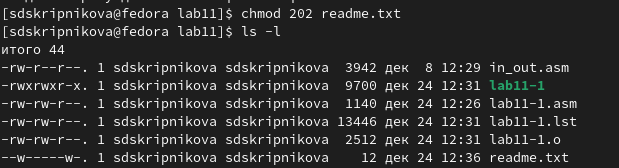 [sdskripnikova@fedora lab11]$ chmod 202 readme.txt
[sdskripnikova@fedora lab11]$ ls -l
итого 44
-rw-r--r--. 1 sdskripnikova sdskripnikova  3942 дек  8 12:29 in_out.asm
-rwxrwxr-x. 1 sdskripnikova sdskripnikova  9700 дек 24 12:31 lab11-1
-rw-rw-r--. 1 sdskripnikova sdskripnikova  1140 дек 24 12:26 lab11-1.asm
-rw-rw-r--. 1 sdskripnikova sdskripnikova 13446 дек 24 12:31 lab11-1.lst
-rw-rw-r--. 1 sdskripnikova sdskripnikova  2512 дек 24 12:31 lab11-1.o
--w-----w-. 1 sdskripnikova sdskripnikova    12 дек 24 12:36 readme.txt